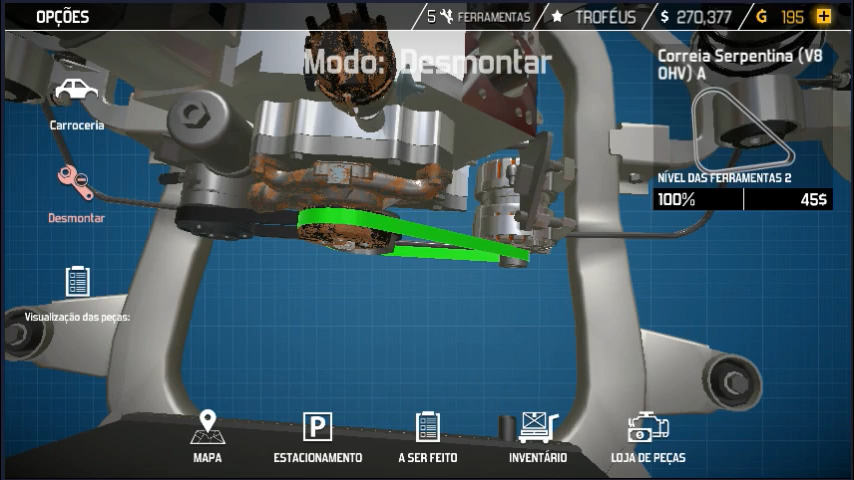 OPÇÕES
5 FERRAMENTAS
TROFÉUS
$ 270,377
G 195
Modo: Desmontar
Correia Serpentina (V8
OHV) A
Carroceria
NÍVEL DAS FERRAMENTAS 2
100%
45$
Desmontar
Visualização das peças:
MAPA
P
ESTACIONAMENTO
A SER FEITO
INVENTÁRIO
LOJA DE PEÇAS